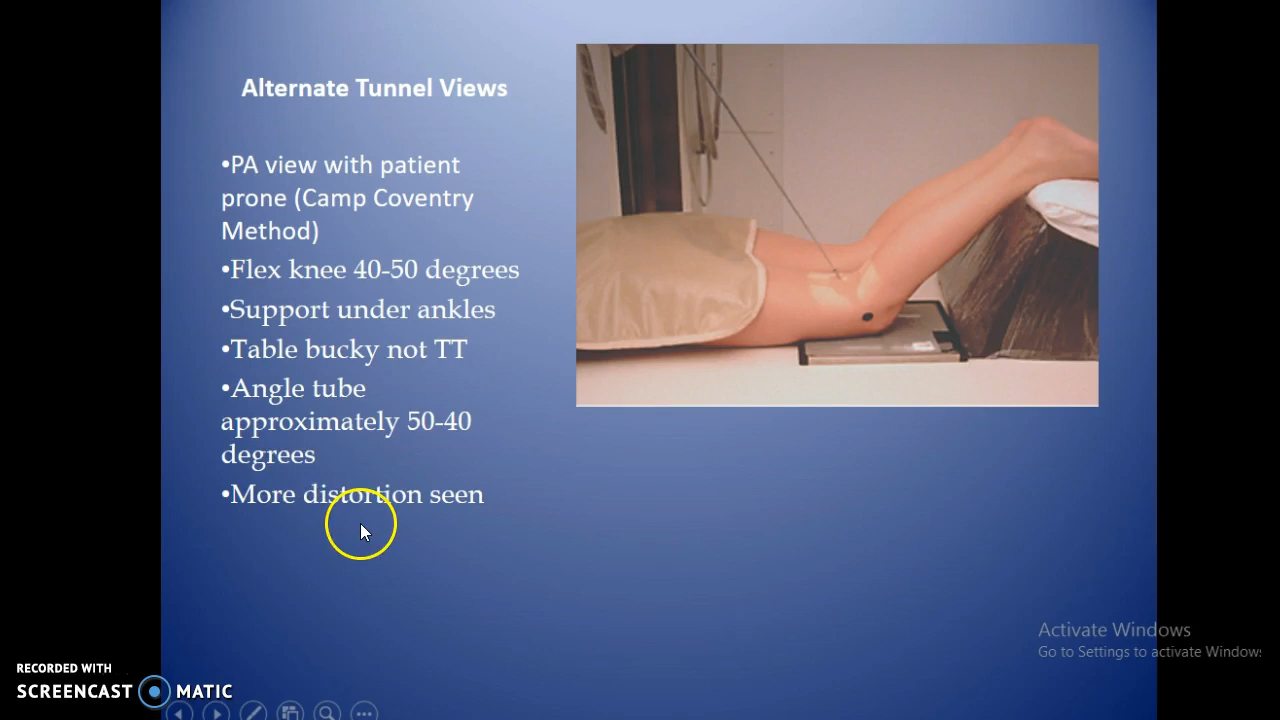 Alternate Tunnel Views
•PA view with patient
prone (Camp Coventry
Method)
•Flex knee 40-50 degrees
•Support under ankles
•Table bucky not TT
•Angle tube
approximately 50-40
degrees
•More distortion seen
Activate Windows
Go to Settings to activate Windows
RECORDED WITH
SCREENCAST MATIC